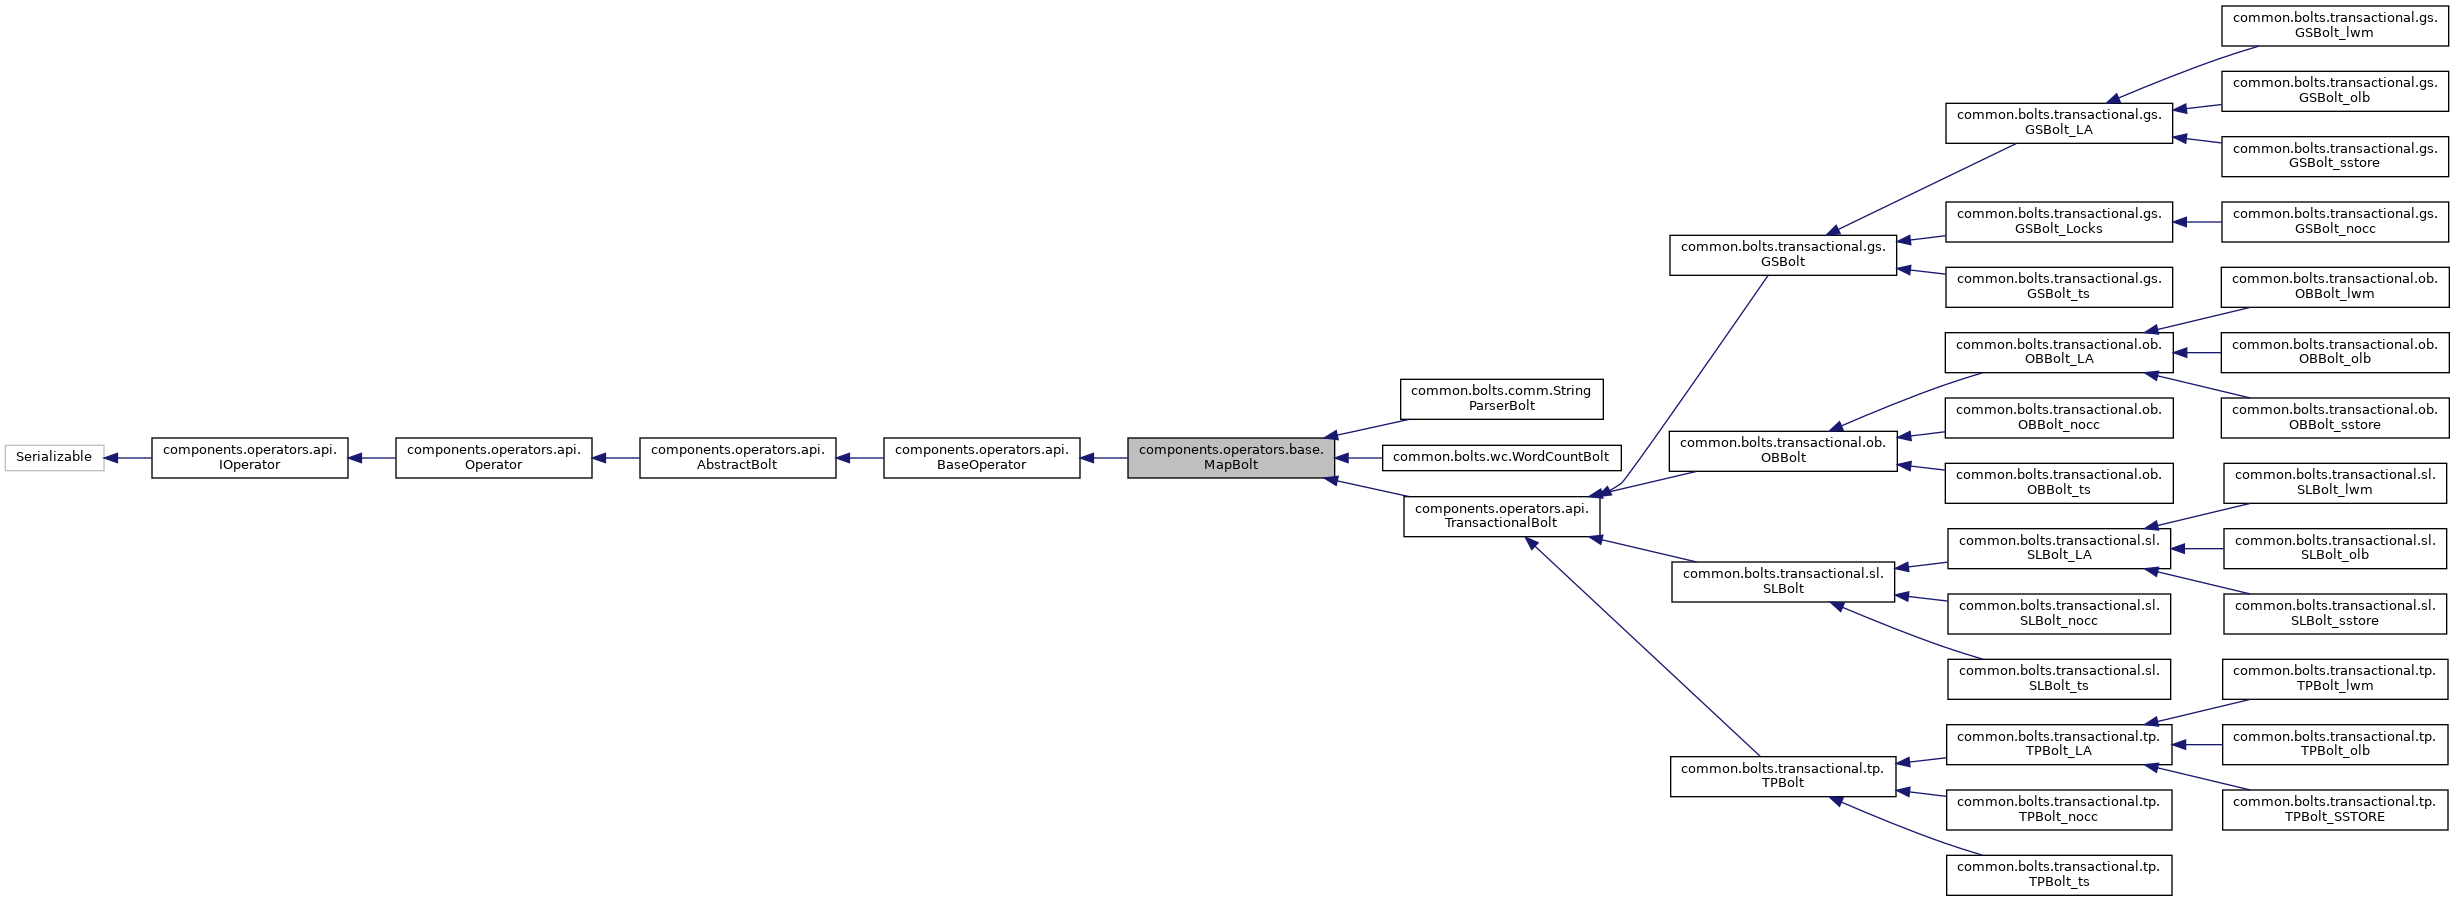 Serializable
components.operators.api.
IOperator
components.operators.api.
Operator
components.operators.api.
AbstractBolt
components.operators.api.
BaseOperator
components.operators.base.
MapBolt
common.bolts.comm.String
ParserBolt
common.bolts.wc.WordCountBolt
components.operators.api.
TransactionalBolt
common.bolts.transactional.gs.
GSBolt
common.bolts.transactional.ob.
OBBolt
common.bolts.transactional.sl.
SLBolt
common.bolts.transactional.tp.
TPBolt
common.bolts.transactional.gs.
GSBolt_LA
common.bolts.transactional.gs.
GSBolt_Locks
common.bolts.transactional.gs.
GSBolt_ts
common.bolts.transactional.ob.
OBBolt_LA
common.bolts.transactional.ob.
OBBolt_nocc
common.bolts.transactional.ob.
OBBolt_ts
common.bolts.transactional.sl.
SLBolt_LA
common.bolts.transactional.sl.
SLBolt_nocc
common.bolts.transactional.sl.
SLBolt_ts
common.bolts.transactional.tp.
TPBolt_LA
common.bolts.transactional.tp.
TPBolt_nocc
common.bolts.transactional.tp.
TPBolt_ts
common.bolts.transactional.gs.
GSBolt_lwm
common.bolts.transactional.gs.
GSBolt_olb
common.bolts.transactional.gs.
GSBolt_sstore
common.bolts.transactional.gs.
GSBolt_nocc
common.bolts.transactional.ob.
OBBolt_lwm
common.bolts.transactional.ob.
OBBolt_olb
common.bolts.transactional.ob.
OBBolt_sstore
common.bolts.transactional.sl.
SLBolt_lwm
common.bolts.transactional.sl.
SLBolt_olb
common.bolts.transactional.sl.
SLBolt_sstore
common.bolts.transactional.tp.
TPBolt_lwm
common.bolts.transactional.tp.
TPBolt_olb
common.bolts.transactional.tp.
TPBolt_SSTORE